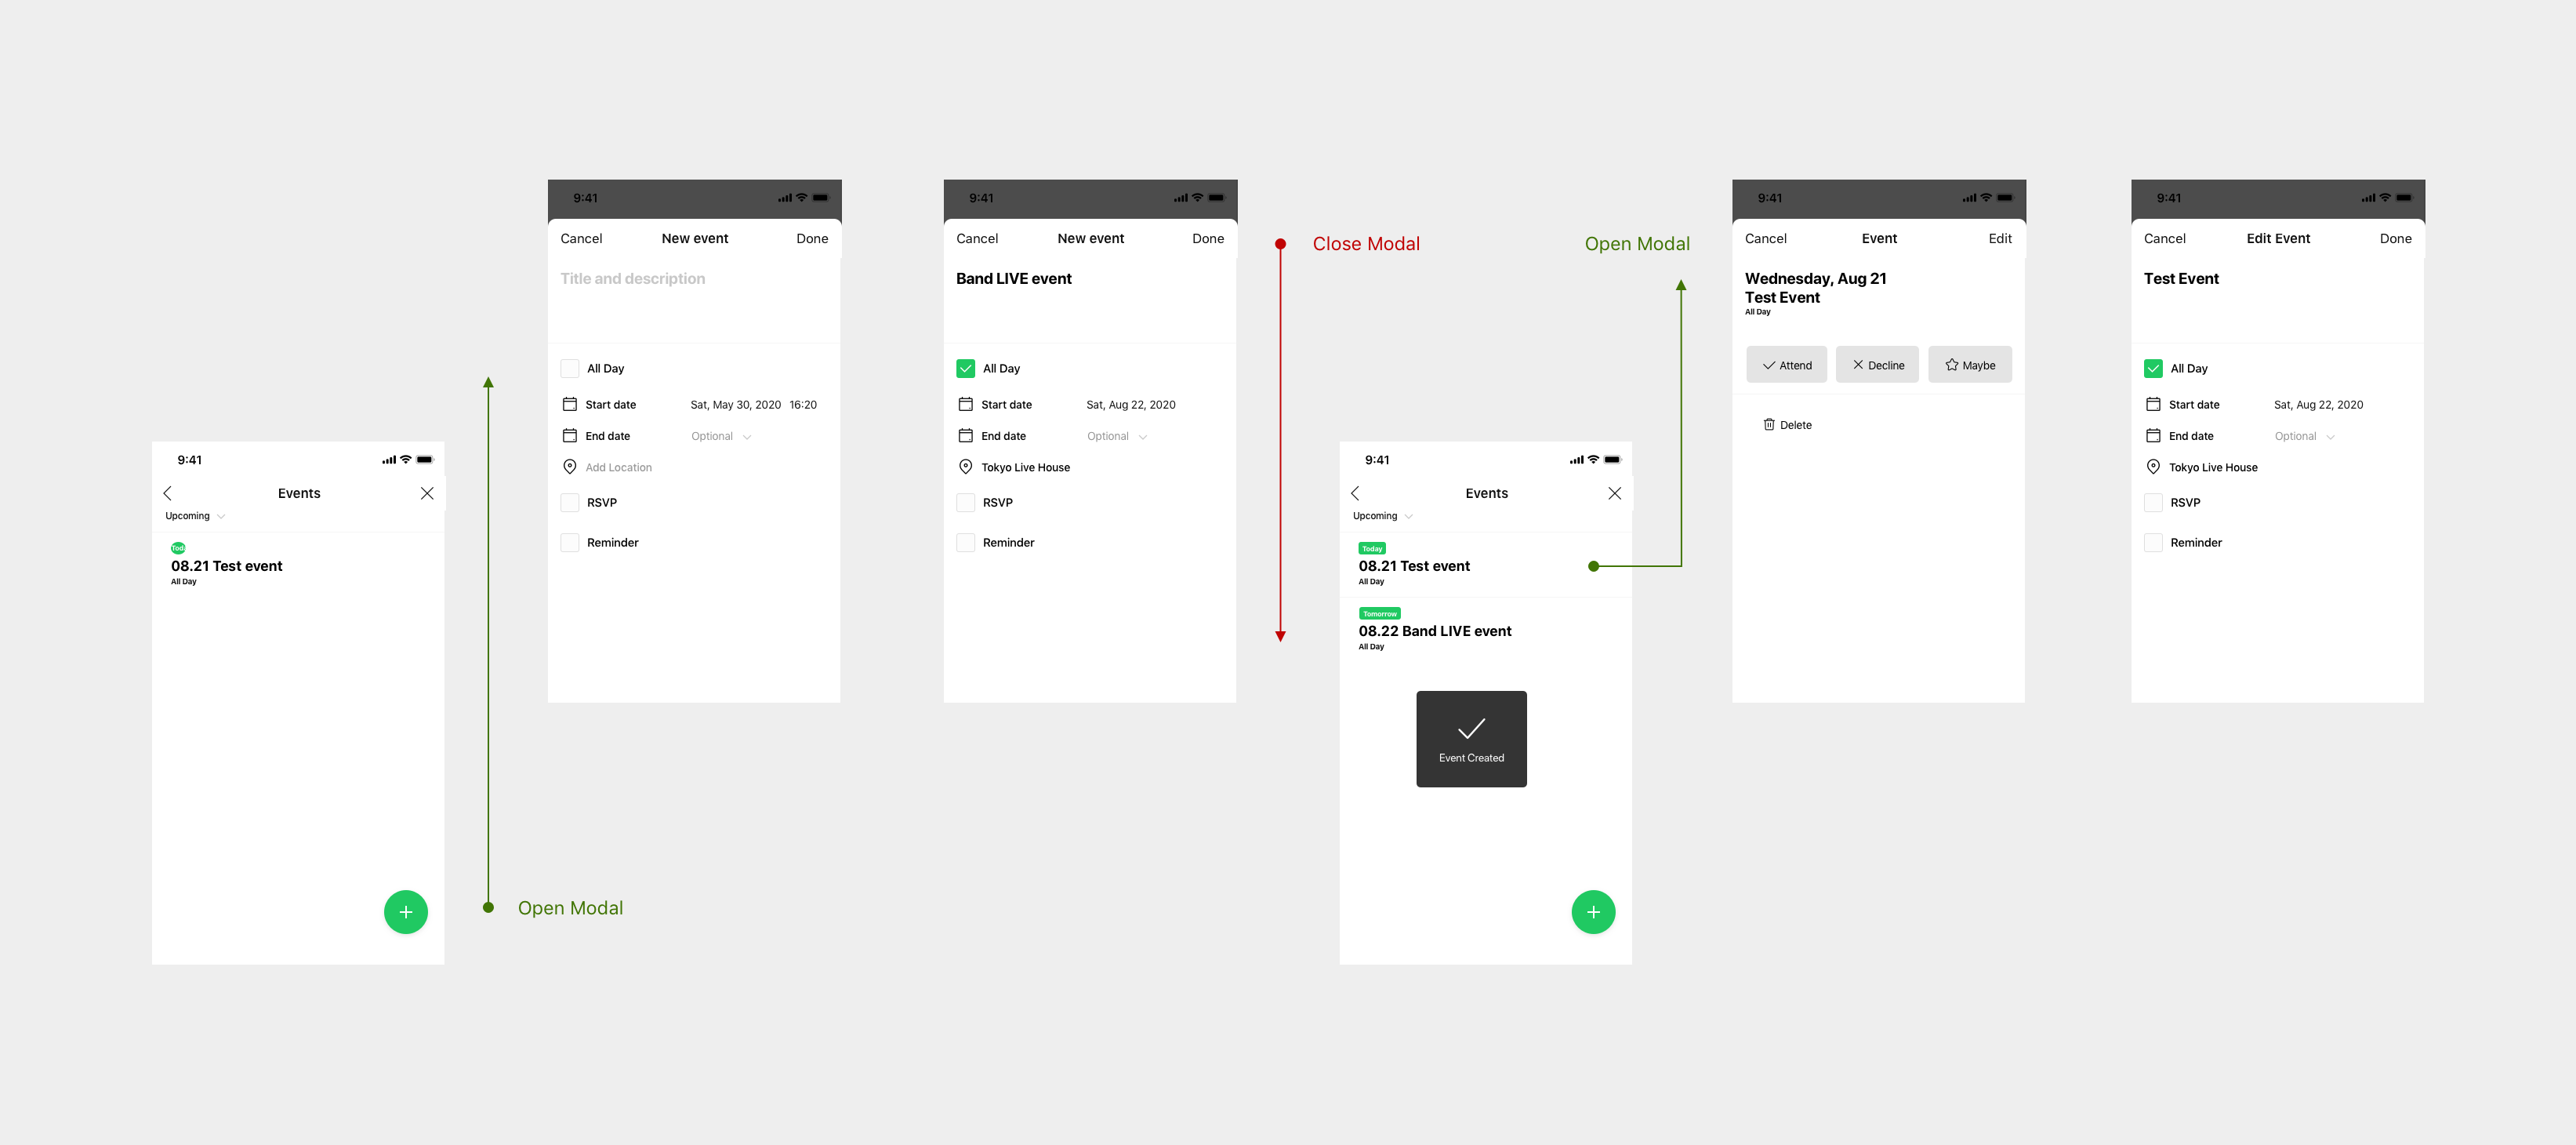 9:41
Events
Upcoming
Toda
08.21 Test event
All Day
Open Modal
9:41
Cancel New event Done
Title and description
All Day
Start date Sat, May 30, 2020 16:20
End date Optional
Add Location
RSVP
Reminder
9:41
Cancel New event Done
Band LIVE event
All Day
Start date Sat, Aug 22, 2020
End date Optional
Tokyo Live House
RSVP
Reminder
Close Modal
9:41
Events
Upcoming
Today
08.21 Test event
All Day
Tomorrow
08.22 Band LIVE event
All Day
Event Created
Open Modal
9:41
Cancel Event Edit
Wednesday, Aug 21
Test Event
All Day
Attend Decline Maybe
Delete
9:41
Cancel Edit Event Done
Test Event
All Day
Start date Sat, Aug 22, 2020
End date Optional
Tokyo Live House
RSVP
Reminder